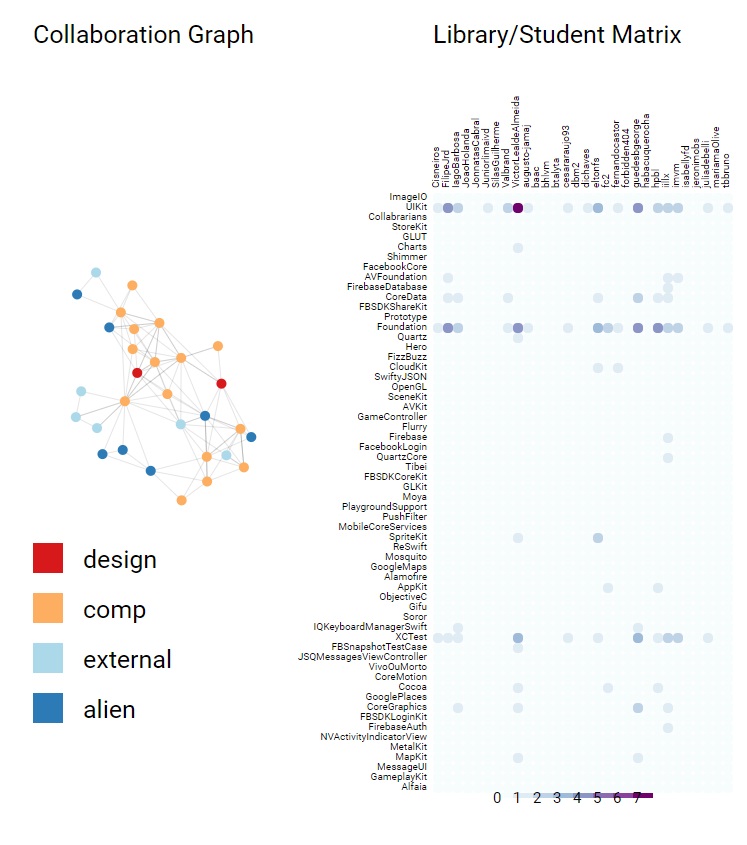 Collaboration Graph
Library/Student Matrix
Cisneiros
FilipeJrd
IagoBarbosa
JoaoHolanda
JonnatasCabral
Juniorlimaivd
SilasGuilherme
Valbrand
VictorLealdeAlmeida
augusto-jamaj
baac
bhlvm
btalyta
cesararaujo93
dbm2
dlchaves
eltonfs
fc2
fernandocastor
forbidden404
guedesbgeorge
habacuquerocha
hpbl
iillx
imvm
isabellyfd
jeronimobs
juliadebelli
marianaOlive
tbbruno
ImageIO
UIKit
Collabrarians
StoreKit
GLUT
Charts
Shimmer
FacebookCore
AVFoundation
FirebaseDatabase
CoreData
FBSDKShareKit
Prototype
Foundation
Quartz
Hero
FizzBuzz
CloudKit
SwiftyJSON
OpenGL
SceneKit
AVKit
GameController
Flurry
Firebase
FacebookLogin
QuartzCore
Tibei
FBSDKCoreKit
GLKit
Moya
PlaygroundSupport
PushFilter
MobileCoreServices
SpriteKit
ReSwift
Mosquito
GoogleMaps
Alamofire
AppKit
ObjectiveC
Gifu
Soror
IQKeyboardManagerSwift
XCTest
FBSnapshotTestCase
JSQMessagesViewController
VivoOuMorto
CoreMotion
Cocoa
GooglePlaces
CoreGraphics
FBSDKLoginKit
FirebaseAuth
NVActivityIndicatorView
MetalKit
MapKit
MessageUI
GameplayKit
Alfaia
0 1 2 3 4 5 6 7
design
comp
external
alien